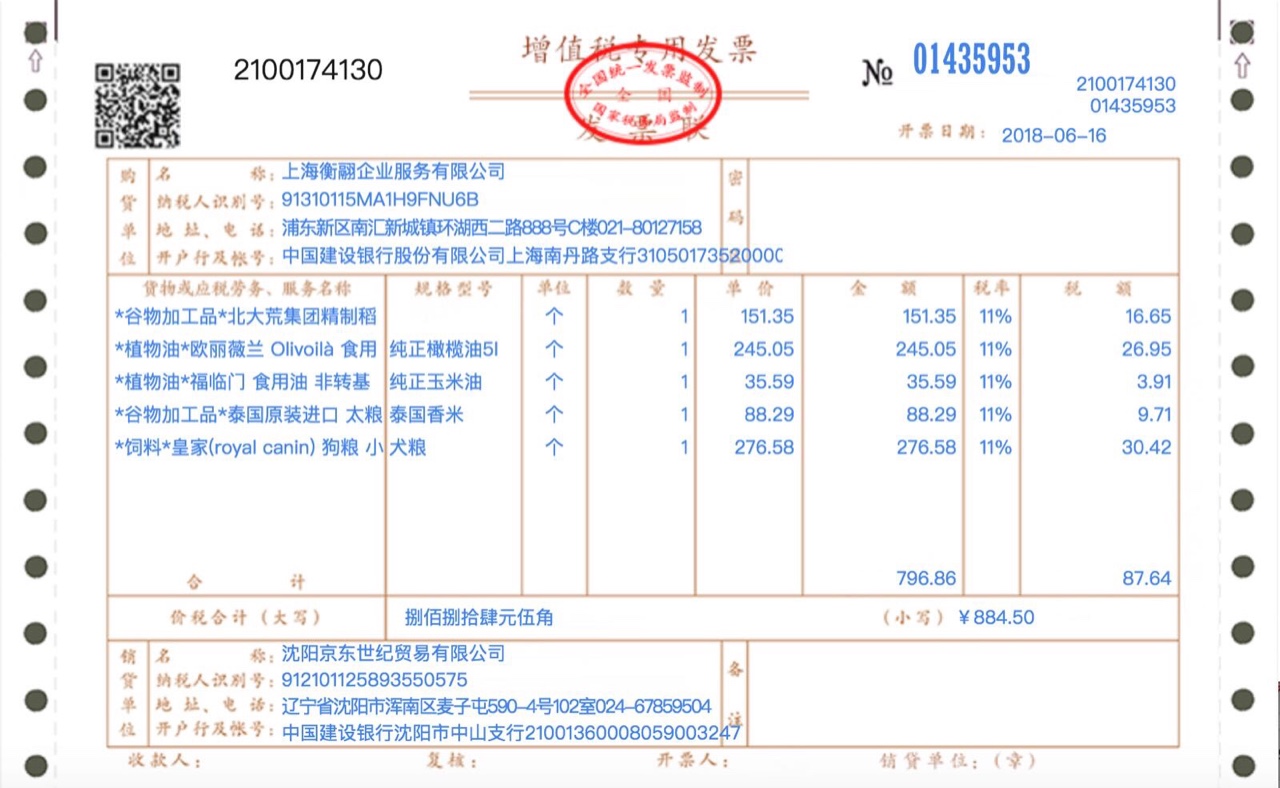 增值税专用发票
全国统一发票监制
全国
国家税务局监制
发票联
2100174130
№ 01435953
2100174130
01435953
开票日期: 2018-06-16
购货单位
名称: 上海衡翮企业服务有限公司
纳税人识别号: 91310115MA1H9FNU6B
地址、电话: 浦东新区南汇新城镇环湖西二路888号C楼021-80127158
开户行及帐号: 中国建设银行股份有限公司上海南丹路支行31050173520000
密码
货物或应税劳务、服务名称 规格型号 单位 数量 单价 金额 税率 税额
*谷物加工品*北大荒集团精制稻 个 1 151.35 151.35 11% 16.65
*植物油*欧丽薇兰 Olivoilà 食用 纯正橄榄油5l 个 1 245.05 245.05 11% 26.95
*植物油*福临门 食用油 非转基 纯正玉米油 个 1 35.59 35.59 11% 3.91
*谷物加工品*泰国原装进口 太粮 泰国香米 个 1 88.29 88.29 11% 9.71
*饲料*皇家(royal canin) 狗粮 小 犬粮 个 1 276.58 276.58 11% 30.42
合计 796.86 87.64
价税合计（大写） 捌佰捌拾肆元伍角 （小写）￥884.50
销货单位
名称: 沈阳京东世纪贸易有限公司
纳税人识别号: 912101125893550575
地址、电话: 辽宁省沈阳市浑南区麦子屯590-4号102室024-67859504
开户行及帐号: 中国建设银行沈阳市中山支行21001360008059003247
备注
收款人: 复核: 开票人: 销货单位:（章）